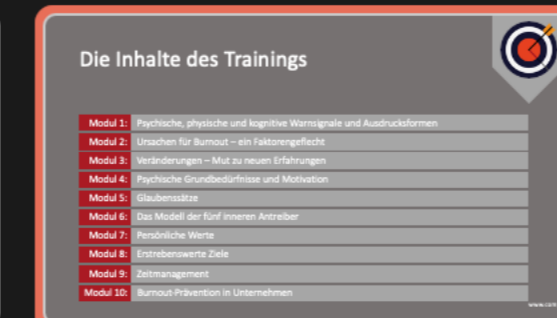 Die Inhalte des Trainings
Modul 1: Psychische, physische und kognitive Warnsignale und Ausdrucksformen
Modul 2: Ursachen für Burnout – ein Faktorengeflecht
Modul 3: Veränderungen – Mut zu neuen Erfahrungen
Modul 4: Psychische Grundbedürfnisse und Motivation
Modul 5: Glaubenssätze
Modul 6: Das Modell der fünf inneren Antreiber
Modul 7: Persönliche Werte
Modul 8: Erstrebenswerte Ziele
Modul 9: Zeitmanagement
Modul 10: Burnout-Prävention in Unternehmen